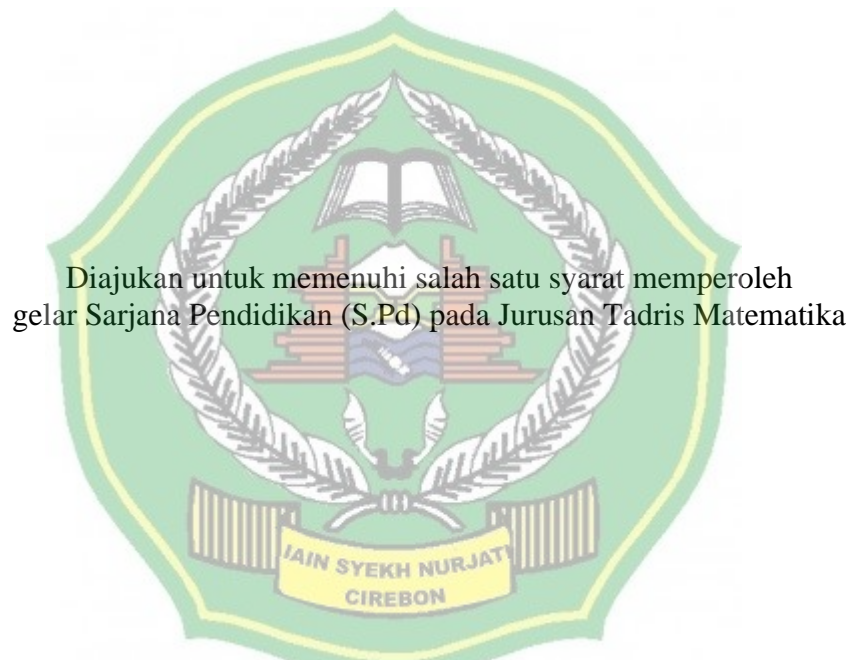 Diajukan untuk memenuhi salah satu syarat memperoleh
gelar Sarjana Pendidikan (S.Pd) pada Jurusan Tadris Matematika
IAIN SYEKH NURJATI
CIREBON